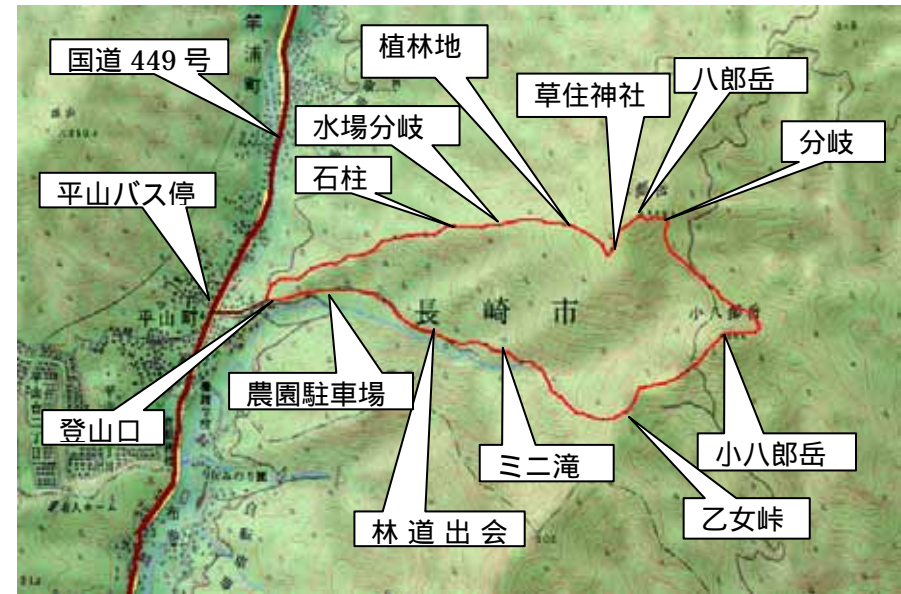 竿浦町
国道 449 号
植林地
八郎岳
草住神社
水場分岐
分岐
石柱
平山バス停
長崎市
小八郎岳
平山町
農園駐車場
登山口
ミニ滝
小八郎岳
乙女峠
林道出会